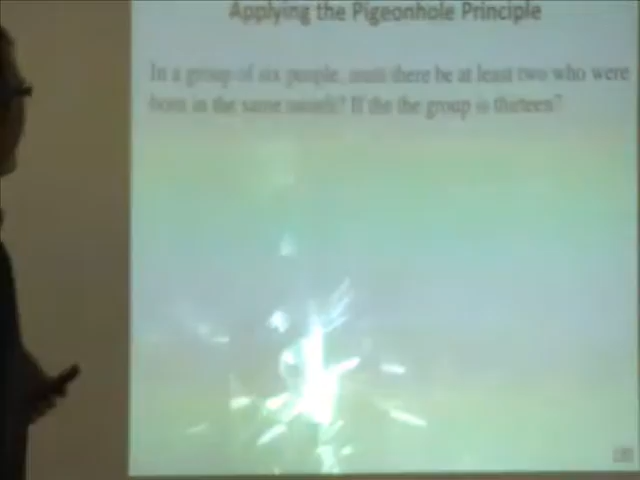 Applying the Pigeonhole Principle
In a group of six people, must there be at least two who were
born in the same month? If the the group is thirteen?